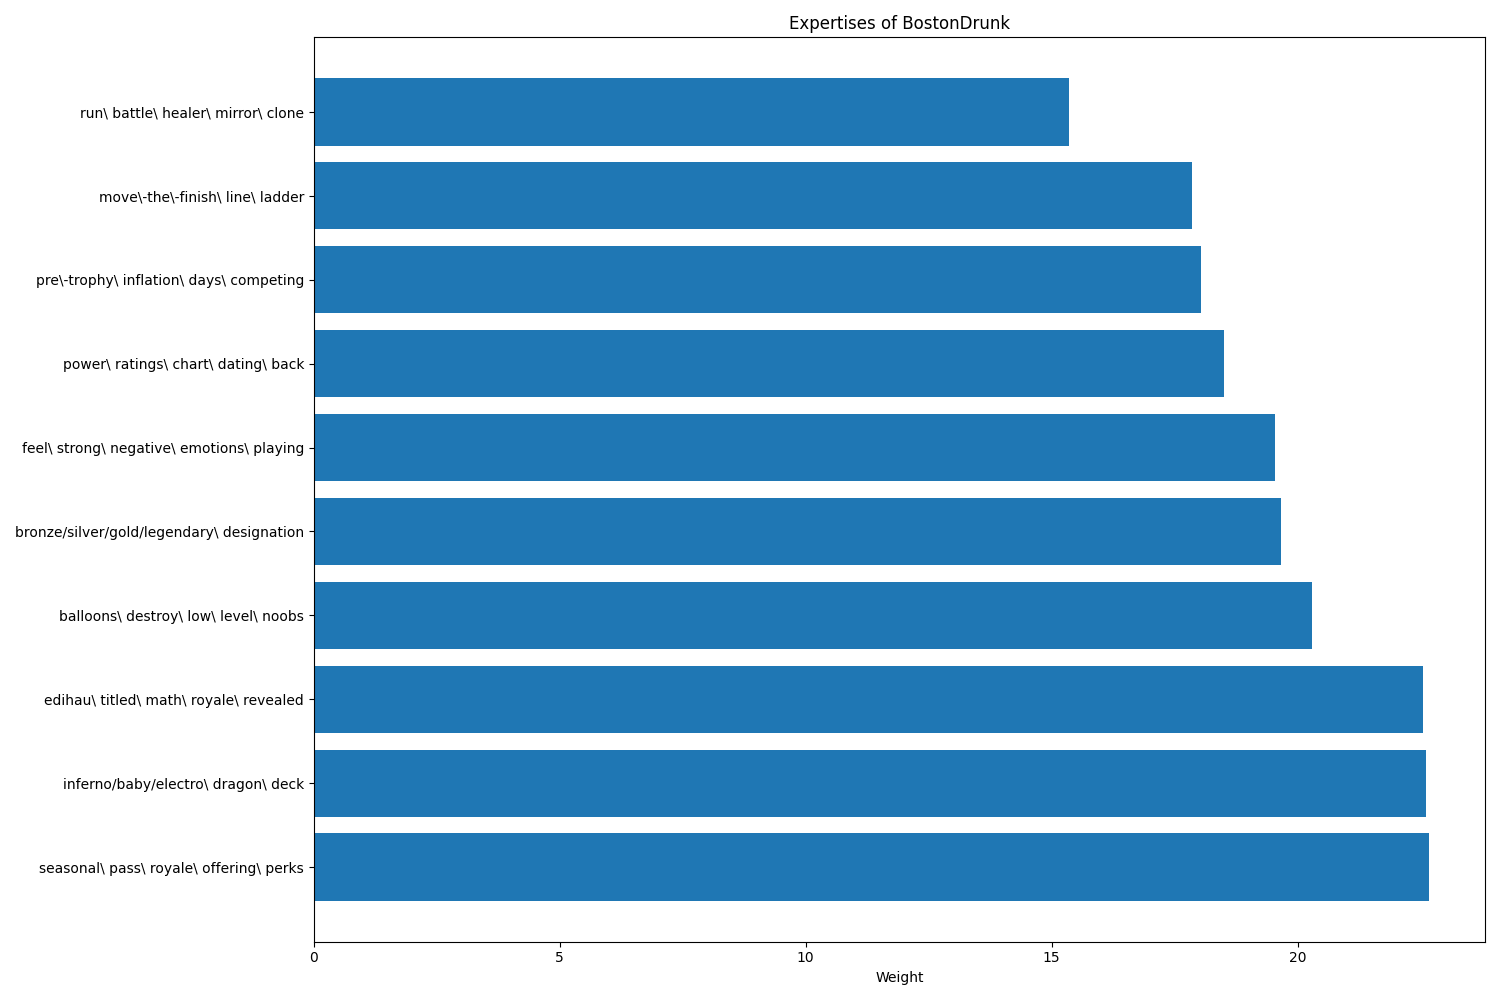 Expertises of BostonDrunk
run\ battle\ healer\ mirror\ clone
move\-the\-finish\ line\ ladder
pre\-trophy\ inflation\ days\ competing
power\ ratings\ chart\ dating\ back
feel\ strong\ negative\ emotions\ playing
bronze/silver/gold/legendary\ designation
balloons\ destroy\ low\ level\ noobs
edihau\ titled\ math\ royale\ revealed
inferno/baby/electro\ dragon\ deck
seasonal\ pass\ royale\ offering\ perks
0 5 10 15 20
Weight